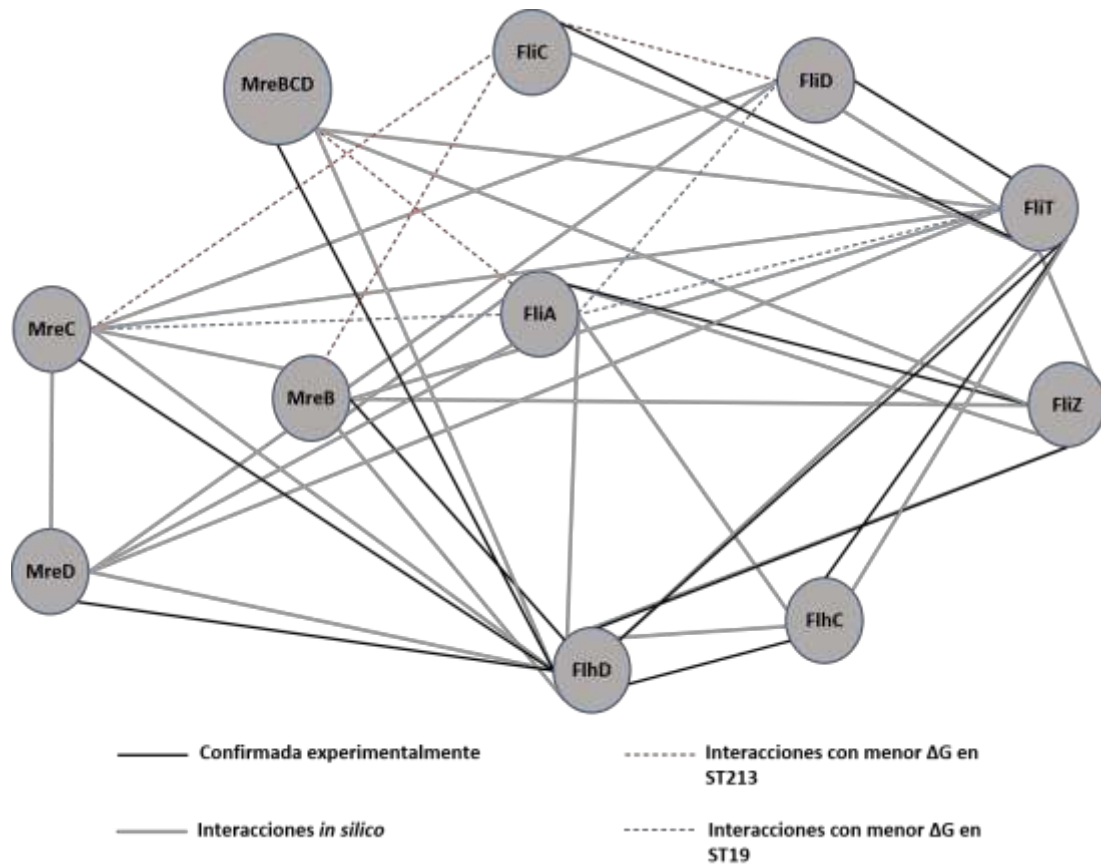 FliC
MreBCD
FliD
FliT
MreC
FliA
MreB
FliZ
MreD
FlhC
FlhD
Confirmada experimentalmente
Interacciones con menor ΔG en
ST213
Interacciones in silico
Interacciones con menor ΔG en
ST19